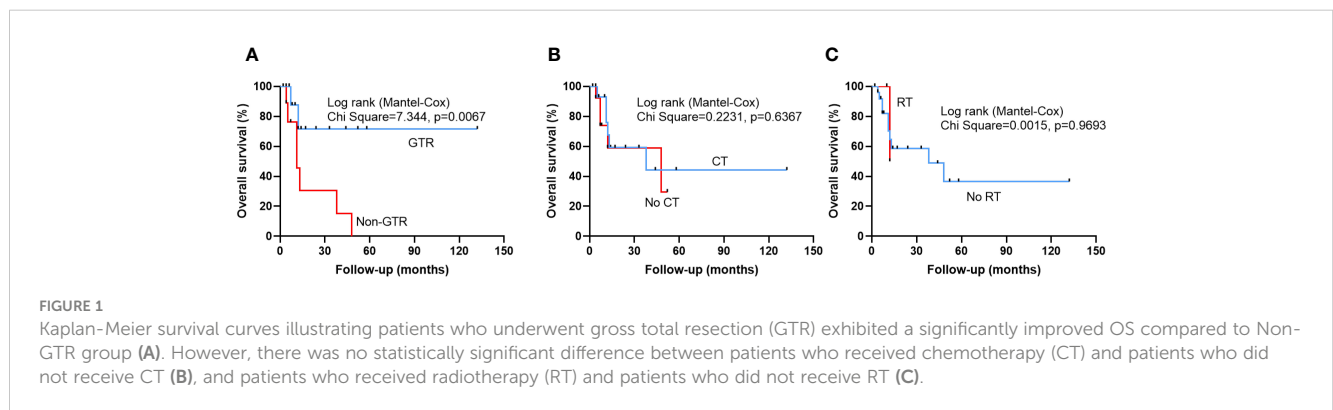 A
Overall survival (%)
100
80
60
40
20
0
Log rank (Mantel-Cox)
Chi Square=7.344, p=0.0067
GTR
Non-GTR
0 30 60 90 120 150
Follow-up (months)
B
Overall survival (%)
100
80
60
40
20
0
Log rank (Mantel-Cox)
Chi Square=0.2231, p=0.6367
CT
No CT
0 30 60 90 120 150
Follow-up (months)
C
Overall survival (%)
100
80
60
40
20
0
RT
Log rank (Mantel-Cox)
Chi Square=0.0015, p=0.9693
No RT
0 30 60 90 120 150
Follow-up (months)
FIGURE 1
Kaplan-Meier survival curves illustrating patients who underwent gross total resection (GTR) exhibited a significantly improved OS compared to Non-
GTR group (A). However, there was no statistically significant difference between patients who received chemotherapy (CT) and patients who did
not receive CT (B), and patients who received radiotherapy (RT) and patients who did not receive RT (C).